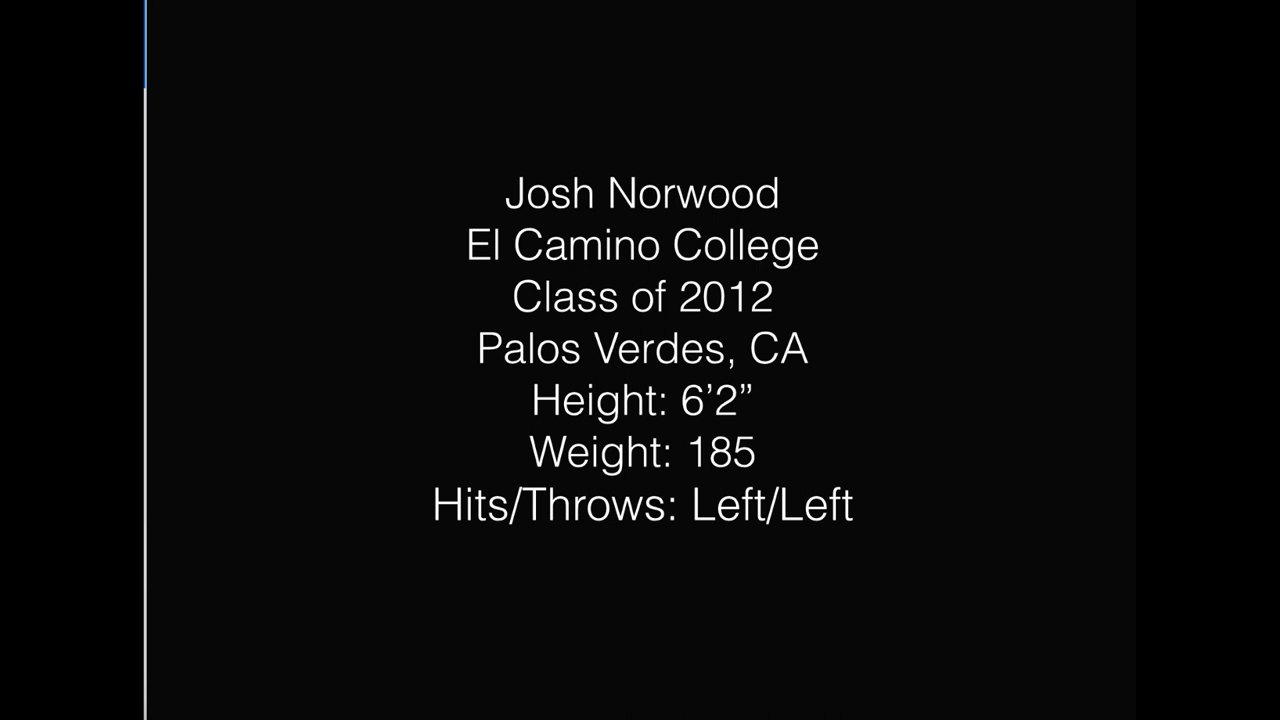 Josh Norwood
El Camino College
Class of 2012
Palos Verdes, CA
Height: 6’2”
Weight: 185
Hits/Throws: Left/Left